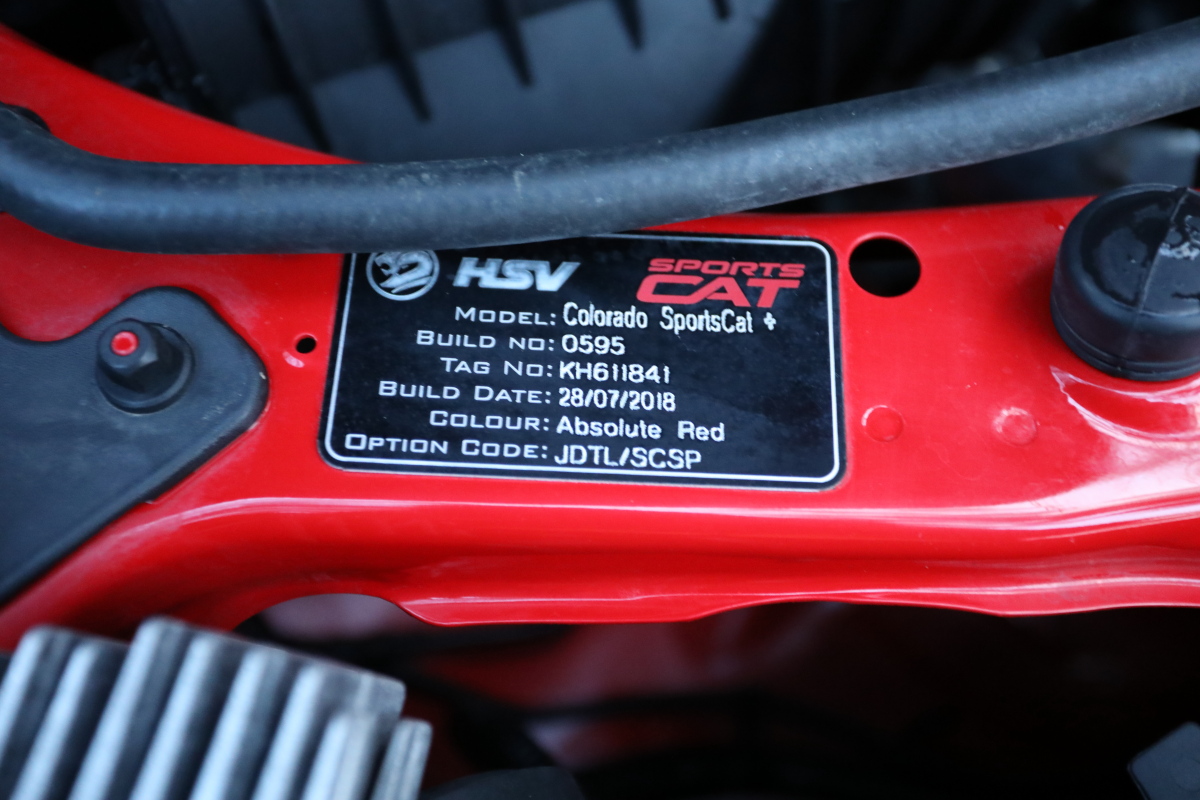 HSV SPORTS CAT
MODEL: Colorado SportsCat +
BUILD NO: 0595
TAG NO: KH611841
BUILD DATE: 28/07/2018
COLOUR: Absolute Red
OPTION CODE: JDTL/SCSP